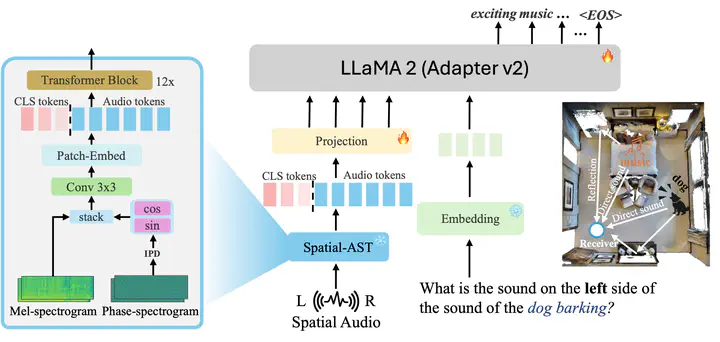 exciting music ... <EOS>
...
LLaMA 2 (Adapter v2)
Transformer Block
12x
CLS tokens
Audio tokens
Patch-Embed
Conv 3x3
stack
cos
sin
IPD
Mel-spectrogram
Phase-spectrogram
Projection
CLS tokens
Audio tokens
Spatial-AST
L
R
Spatial Audio
Embedding
What is the sound on the left side of
the sound of the dog barking?
MUSIC
dog
Reflection
Direct sound
Direct sound
Receiver